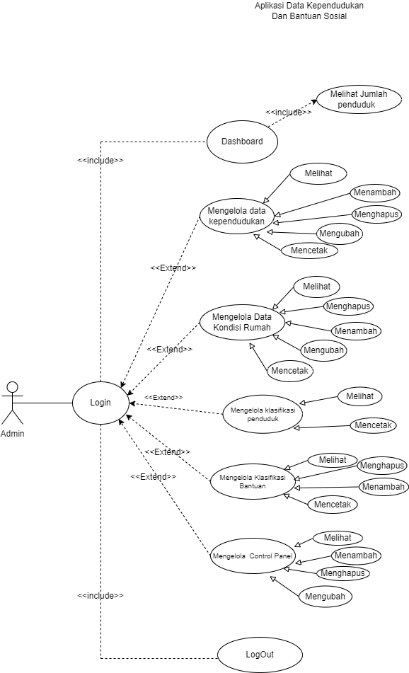 Aplikasi Data Kependudukan
Dan Bantuan Sosial
Melihat Jumlah
penduduk
<<include>>
Dashboard
<<include>>
Melihat
Menambah
Mengelola data
kependudukan
Menghapus
Mengubah
Mencetak
<<Extend>>
Melihat
Menghapus
Mengelola Data
Kondisi Rumah
Menambah
Mengubah
<<Extend>>
Mencetak
Admin
Login
<<Extend>>
Melihat
Mengelola klasifikasi
penduduk
Mencetak
<<Extend>>
Melihat
Menghapus
<<Extend>>
Mengelola Klasifikasi
Bantuan
Menambah
Mencetak
Melihat
Mengelola Control Panel
Menambah
Menghapus
Mengubah
<<include>>
LogOut